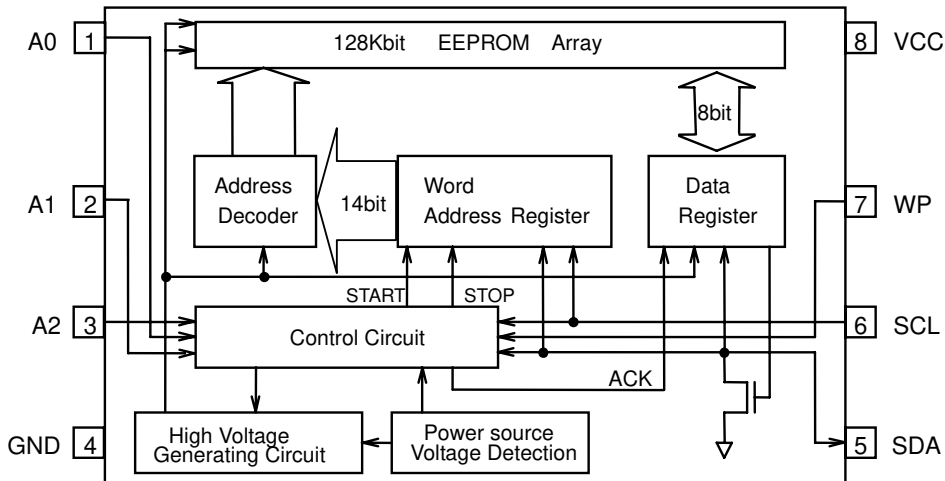 A0 1 128Kbit EEPROM Array 8 VCC
8bit
A1 2 Address Decoder 14bit Word Address Register Data Register 7 WP
START STOP
A2 3 Control Circuit 6 SCL
ACK
GND 4 High Voltage Generating Circuit Power source Voltage Detection 5 SDA